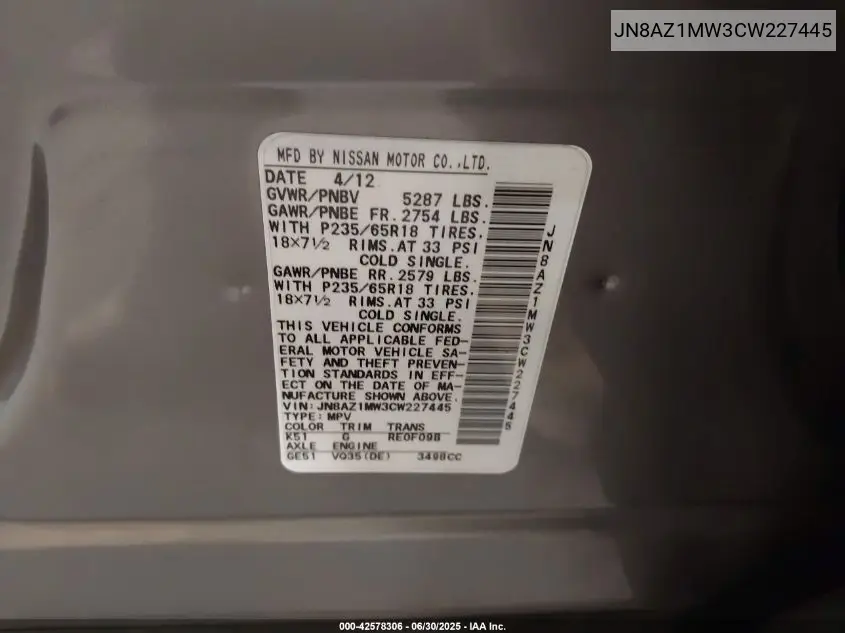 JN8AZ1MW3CW227445
MFD BY NISSAN MOTOR CO.,LTD.
DATE 4/12
GVWR/PNBV 5287 LBS.
GAWR/PNBE FR. 2754 LBS.
WITH P235/65R18 TIRES.
18×7½ RIMS. AT 33 PSI
COLD SINGLE.
GAWR/PNBE RR. 2579 LBS.
WITH P235/65R18 TIRES.
18×7½ RIMS. AT 33 PSI
COLD SINGLE.
THIS VEHICLE CONFORMS
TO ALL APPLICABLE FED-
ERAL MOTOR VEHICLE SA-
FETY AND THEFT PREVEN-
TION STANDARDS IN EFF-
ECT ON THE DATE OF MA-
NUFACTURE SHOWN ABOVE.
VIN: JN8AZ1MW3CW227445
TYPE: MPV
COLOR TRIM TRANS
K51 G RE0F09B
AXLE ENGINE
GE51 VQ35(DE) 3498CC
JN8AZ1MW3CW227445
000-42578306 - 06/30/2025 - IAA Inc.